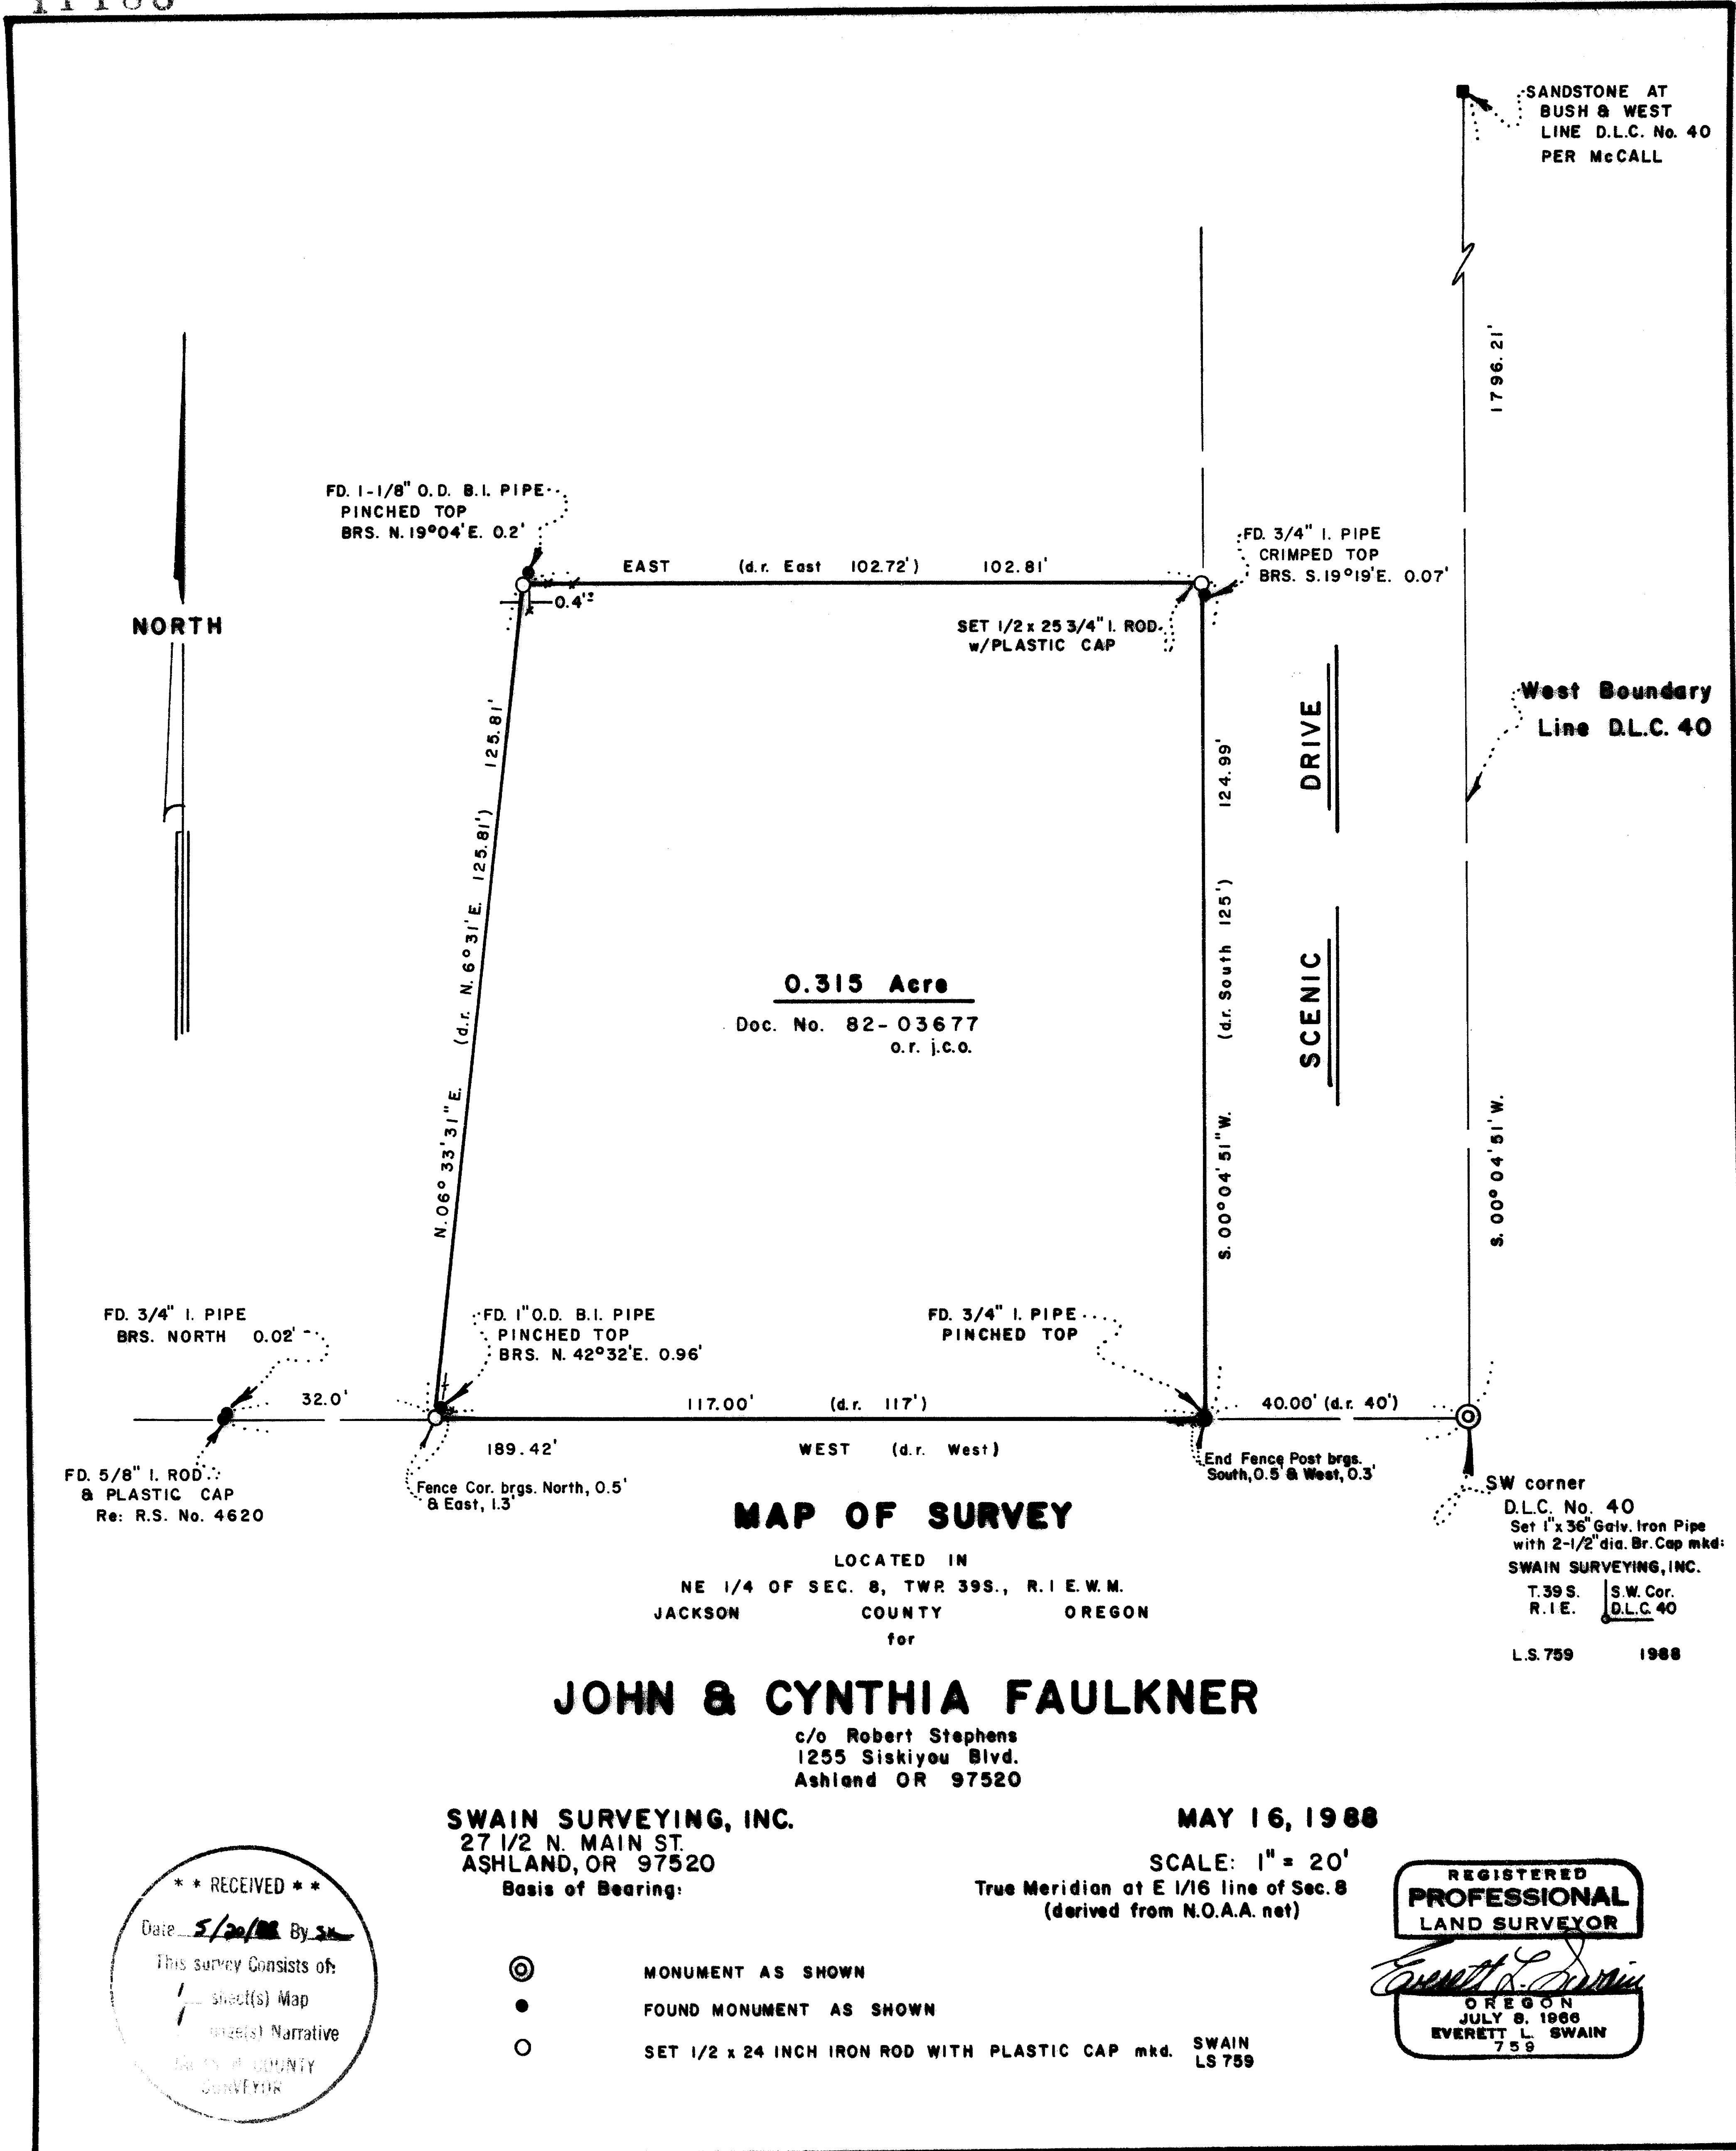 SANDSTONE AT
BUSH & WEST
LINE D.L.C. No. 40
PER McCALL
1796.21'
FD. 1-1/8" O.D. B.I. PIPE
PINCHED TOP
BRS. N. 19°04' E. 0.2'
EAST (d.r. East 102.72') 102.81'
FD. 3/4" I. PIPE
CRIMPED TOP
BRS. S. 19°19' E. 0.07'
0.4'±
NORTH
SET 1/2 x 25 3/4" I. ROD
w/PLASTIC CAP
West Boundary
Line D.L.C. 40
N. 06° 33' 31" E. (d.r. N. 6° 31' E. 125.81') 125.81'
S. 00° 04' 51" W. (d.r. South 125') 124.99'
SCENIC DRIVE
S. 00° 04' 51' W.
0.315 Acre
Doc. No. 82-03677
o.r. j.c.o.
FD. 3/4" I. PIPE
BRS. NORTH 0.02'
FD. 1" O.D. B.I. PIPE
PINCHED TOP
BRS. N. 42°32' E. 0.96'
FD. 3/4" I. PIPE
PINCHED TOP
32.0'
117.00' (d.r. 117')
40.00' (d.r. 40')
189.42'
WEST (d.r. West)
FD. 5/8" I. ROD
& PLASTIC CAP
Re: R.S. No. 4620
Fence Cor. brgs. North, 0.5'
& East, 1.3'
End Fence Post brgs.
South, 0.5' & West, 0.3'
SW corner
D.L.C. No. 40
Set 1" x 36" Galv. Iron Pipe
with 2-1/2" dia. Br. Cap mkd:
SWAIN SURVEYING, INC.
T. 39 S. S.W. Cor.
R. 1 E. D.L.C. 40
L.S. 759 1988
MAP OF SURVEY
LOCATED IN
NE 1/4 OF SEC. 8, TWP. 39S., R. 1 E. W. M.
JACKSON COUNTY OREGON
for
JOHN & CYNTHIA FAULKNER
c/o Robert Stephens
1255 Siskiyou Blvd.
Ashland OR 97520
SWAIN SURVEYING, INC.
27 1/2 N. MAIN ST.
ASHLAND, OR 97520
Basis of Bearing:
MAY 16, 1988
SCALE: 1" = 20'
True Meridian at E 1/16 line of Sec. 8
(derived from N.O.A.A. net)
* * RECEIVED * *
Date 5/20/88 By
This survey Consists of:
1 sheet(s) Map
1 page(s) Narrative
COUNTY
SURVEYOR
MONUMENT AS SHOWN
FOUND MONUMENT AS SHOWN
SET 1/2 x 24 INCH IRON ROD WITH PLASTIC CAP mkd. SWAIN
LS 759
REGISTERED
PROFESSIONAL
LAND SURVEYOR
Everett L. Swain
OREGON
JULY 8, 1966
EVERETT L. SWAIN
759